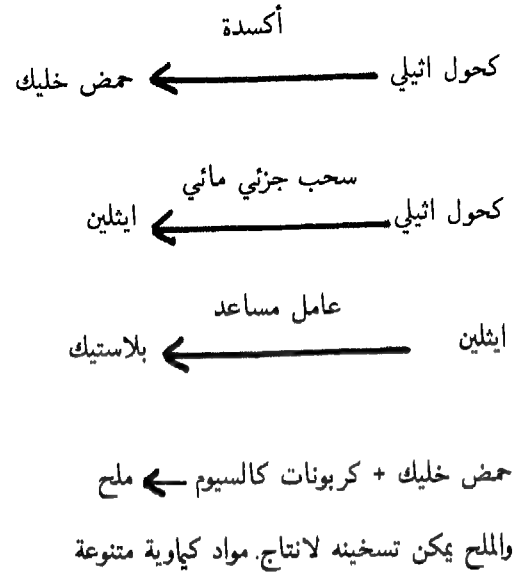 أكسدة
كحول اثيلي ← حمض خليك
سحب جزئي مائي
كحول اثيلي ← ايثلين
عامل مساعد
ايثلين ← بلاستيك
حمض خليك + كربونات كالسيوم ← ملح
والملح يمكن تسخينه لانتاج. مواد كيماوية متنوعة